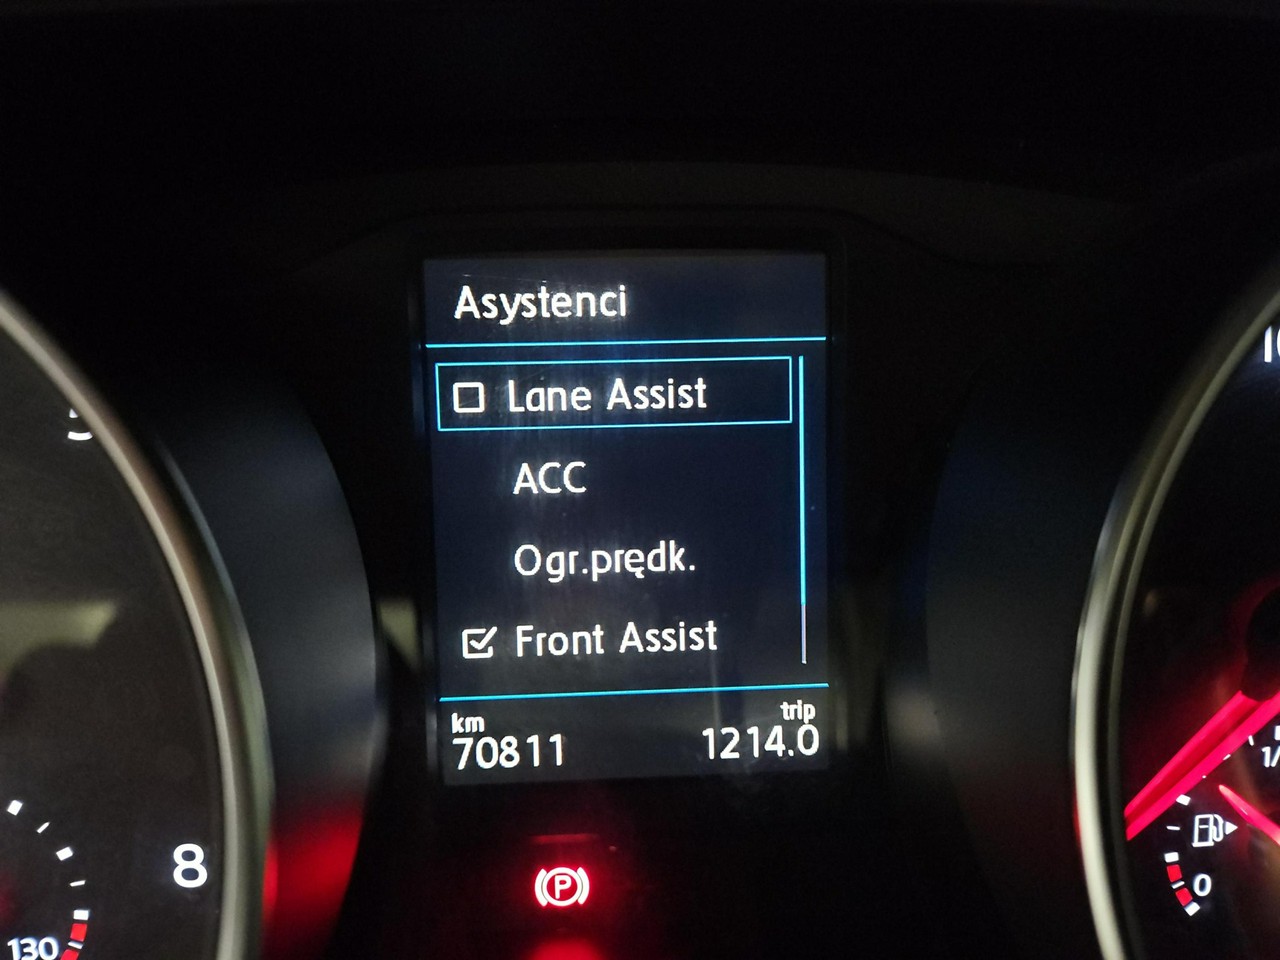 Asystenci
Lane Assist
ACC
Ogr.prędk.
Front Assist
km
trip
70811
1214.0
P
8
130
0